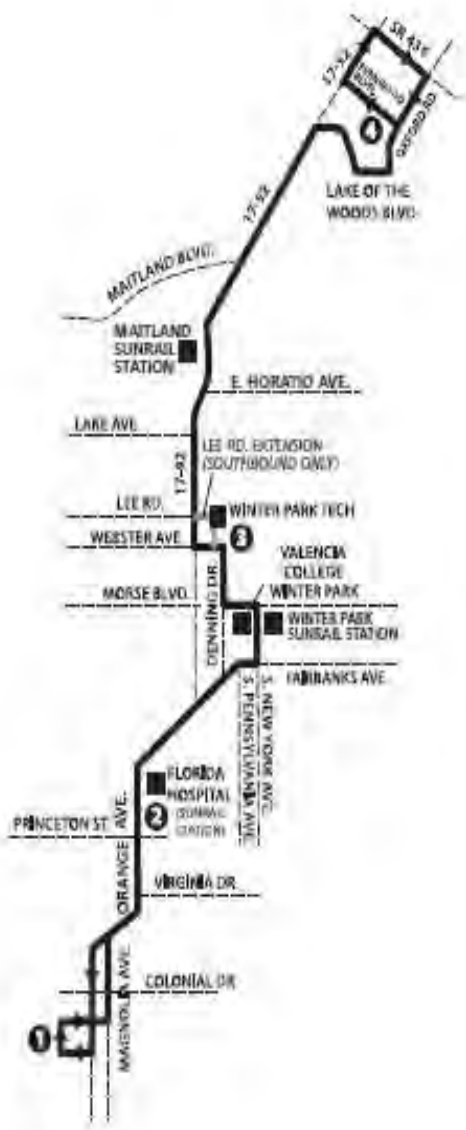 SR 436
17-92
FERNWOOD
BLVD.
OXFORD RD
4
LAKE OF THE
WOODS BLVD.
17-92
MAITLAND BLVD.
MAITLAND
SUNRAIL
STATION
E. HORATIO AVE.
LAKE AVE
17-92
LEE RD. EXTENSION
(SOUTHBOUND ONLY)
LEE RD.
WINTER PARK TECH
3
WEBSTER AVE.
VALENCIA
COLLEGE
WINTER PARK
MORSE BLVD.
DENNING DR.
WINTER PARK
SUNRAIL STATION
FAIRBANKS AVE.
S. PENNSYLVANIA AVE.
S. NEW YORK AVE.
FLORIDA
HOSPITAL
(SUNRAIL
STATION)
2
PRINCETON ST.
ORANGE AVE.
VIRGINIA DR.
MAGNOLIA AVE.
COLONIAL DR
1